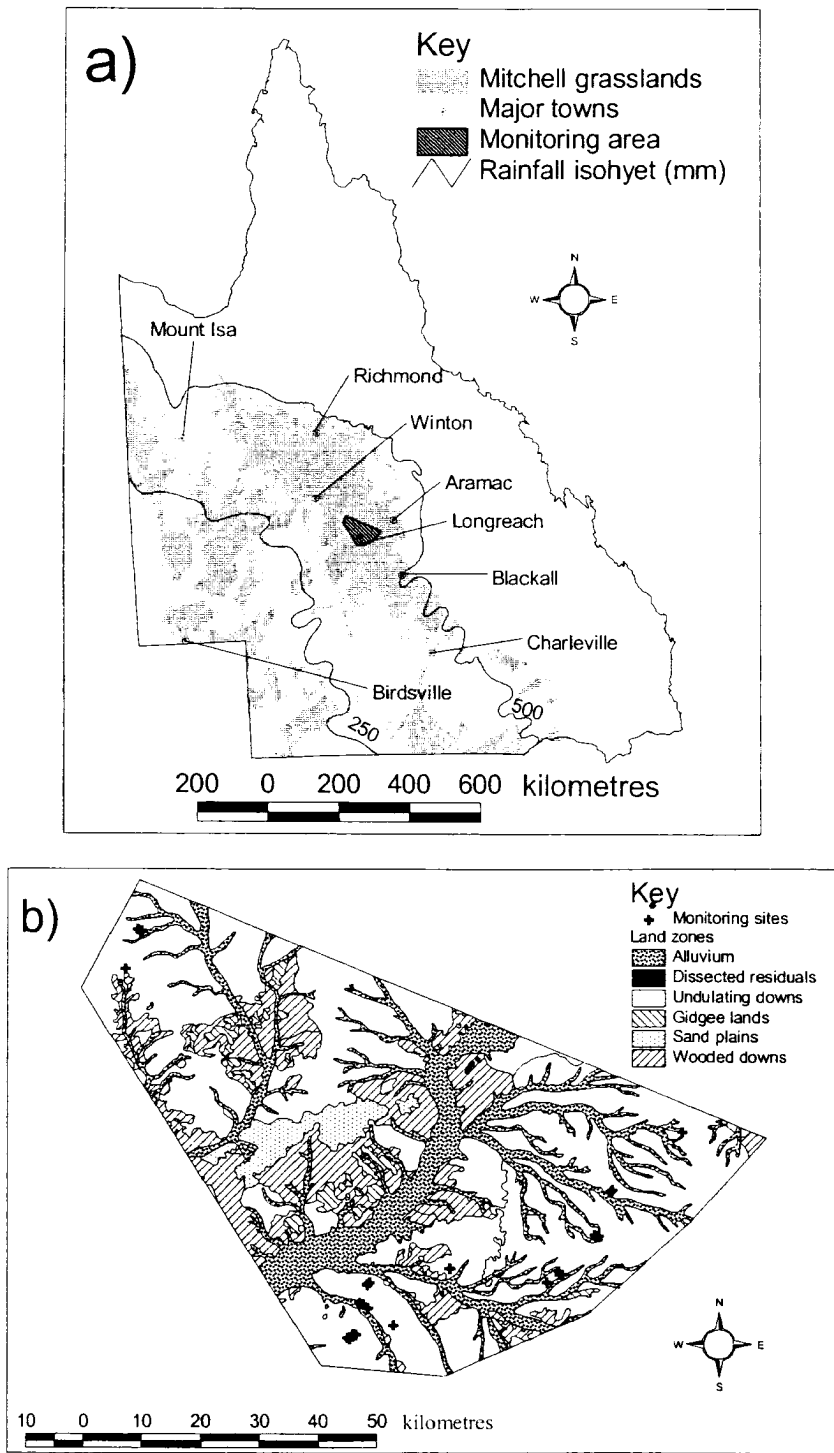 a)
Key
Mitchell grasslands
Major towns
Monitoring area
Rainfall isohyet (mm)
N
W E
S
Mount Isa
Richmond
Winton
Aramac
Longreach
Blackall
Charleville
Birdsville
250
500
200 0 200 400 600 kilometres
b)
Key
Monitoring sites
Land zones
Alluvium
Dissected residuals
Undulating downs
Gidgee lands
Sand plains
Wooded downs
N
W E
S
10 0 10 20 30 40 50 kilometres